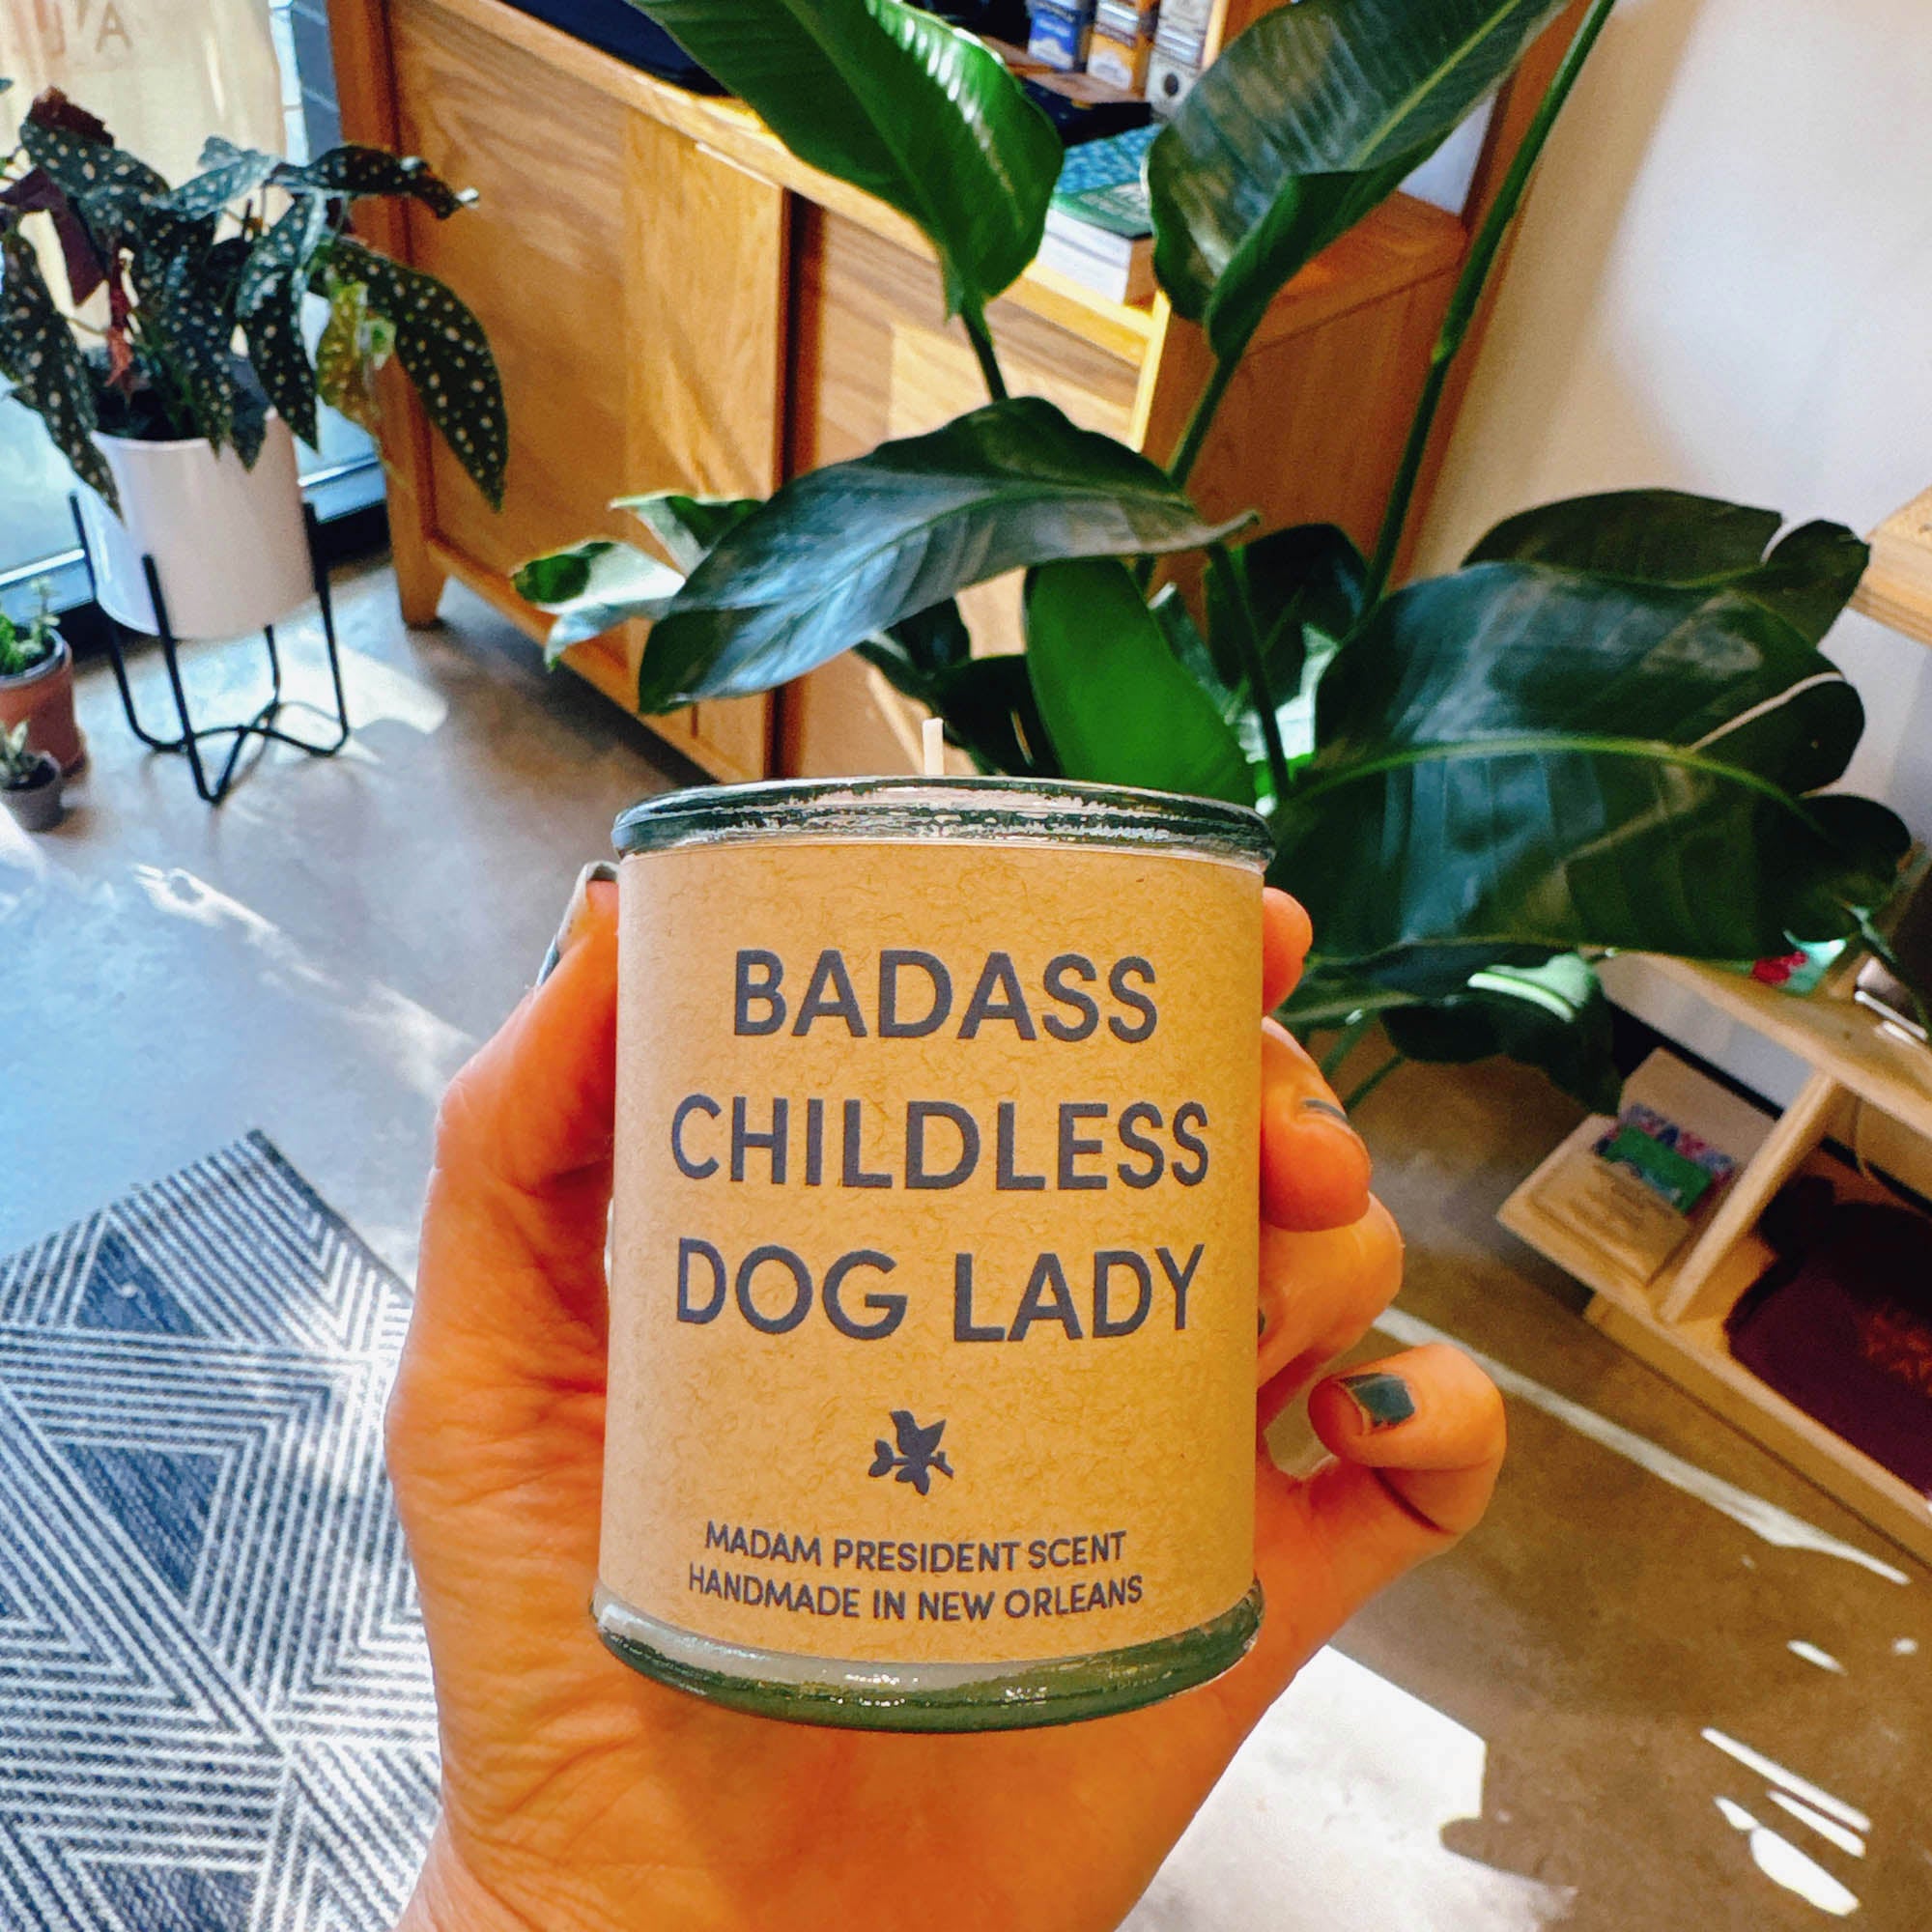 BADASS
CHILDLESS
DOG LADY
MADAM PRESIDENT SCENT
HANDMADE IN NEW ORLEANS